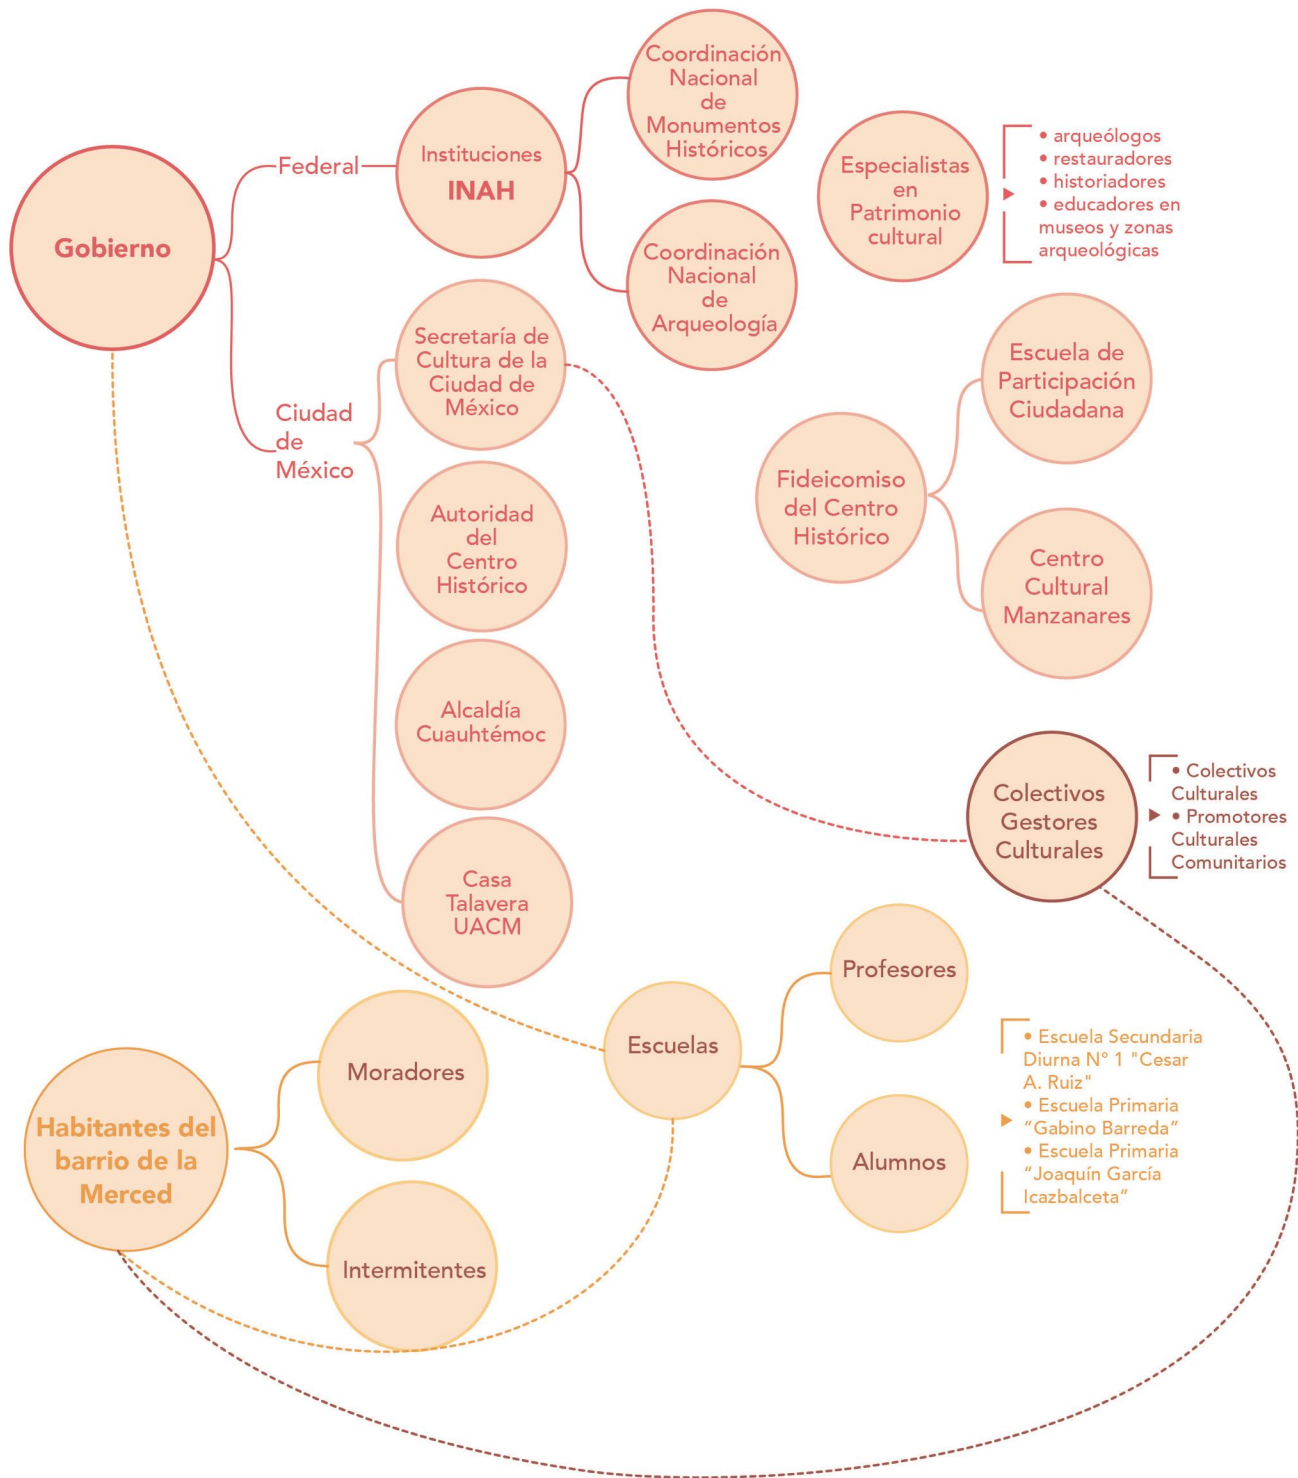 Gobierno
Federal
Instituciones
INAH
Coordinación
Nacional
de
Monumentos
Históricos
Coordinación
Nacional
de
Arqueología
Especialistas
en
Patrimonio
cultural
• arqueólogos
• restauradores
• historiadores
• educadores en
museos y zonas
arqueológicas
Ciudad
de
México
Secretaría de
Cultura de la
Ciudad de
México
Autoridad
del
Centro
Histórico
Alcaldía
Cuauhtémoc
Casa
Talavera
UACM
Fideicomiso
del Centro
Histórico
Escuela de
Participación
Ciudadana
Centro
Cultural
Manzanares
Colectivos
Gestores
Culturales
• Colectivos
Culturales
• Promotores
Culturales
Comunitarios
Habitantes del
barrio de la
Merced
Moradores
Intermitentes
Escuelas
Profesores
Alumnos
• Escuela Secundaria
Diurna N° 1 "Cesar
A. Ruiz"
• Escuela Primaria
"Gabino Barreda"
• Escuela Primaria
"Joaquín García
Icazbalceta"